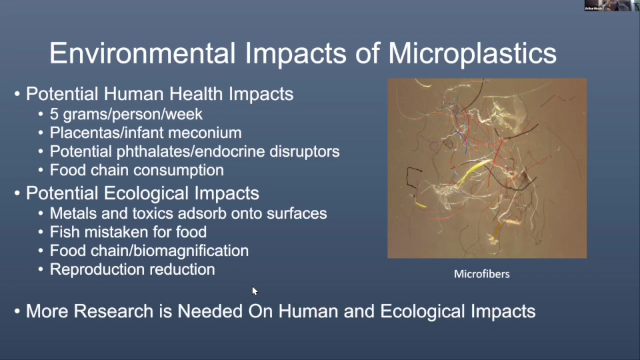 Environmental Impacts of Microplastics
• Potential Human Health Impacts
• 5 grams/person/week
• Placentas/infant meconium
• Potential phthalates/endocrine disruptors
• Food chain consumption
• Potential Ecological Impacts
• Metals and toxics adsorb onto surfaces
• Fish mistaken for food
• Food chain/biomagnification
• Reproduction reduction
Microfibers
• More Research is Needed On Human and Ecological Impacts